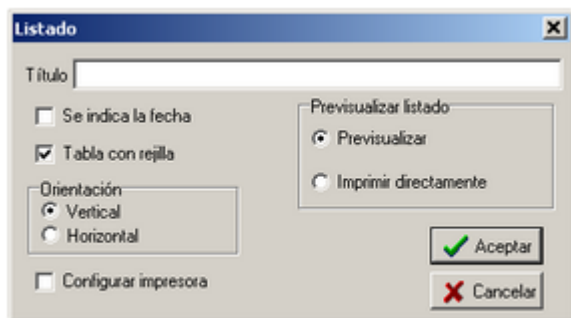 Listado
Título
Se indica la fecha
Tabla con rejilla
Orientación
Vertical
Horizontal
Configurar impresora
Previsualizar listado
Previsualizar
Imprimir directamente
Aceptar
Cancelar